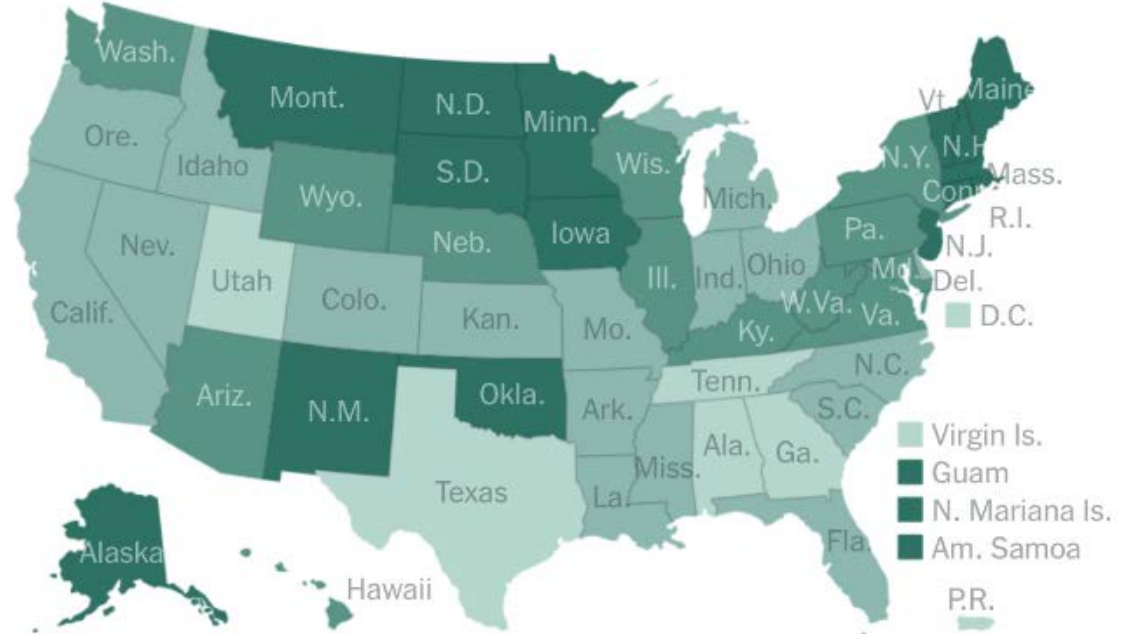 Wash.
Mont.
N.D.
Minn.
Vt.
Maine
Ore.
Idaho
S.D.
Wis.
Mich.
N.Y.
N.H
Mass.
Conn.
R.I.
Wyo.
Iowa
Neb.
Pa.
N.J.
Nev.
Utah
Colo.
Kan.
Ill.
Ind.
Ohio
Md.
Del.
W.Va.
Va.
D.C.
Calif.
Mo.
Ky.
Ariz.
N.M.
Okla.
Ark.
Tenn.
N.C.
S.C.
Texas
La.
Miss.
Ala.
Ga.
Fla.
Virgin Is.
Guam
N. Mariana Is.
Am. Samoa
Alaska
Hawaii
P.R.